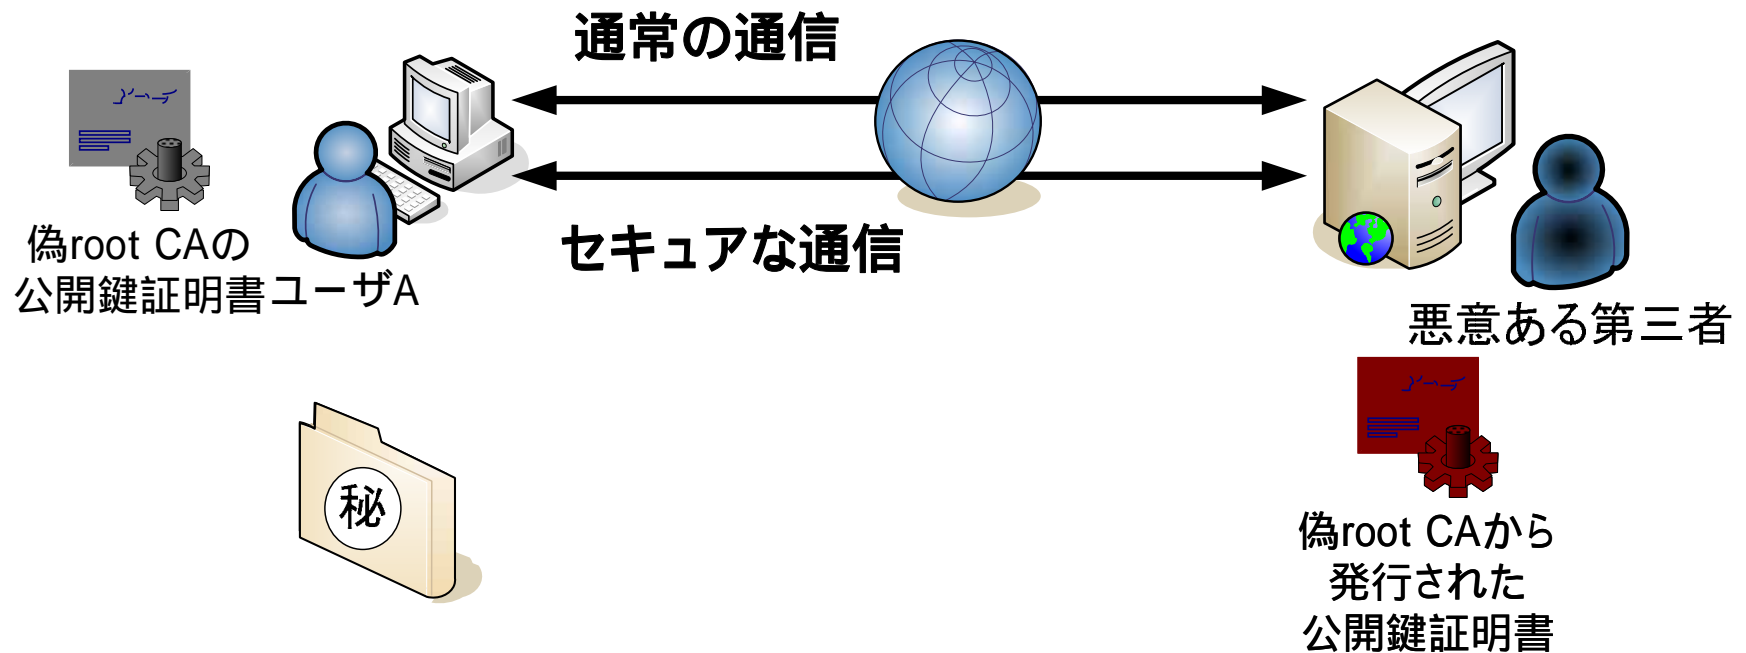 通常の通信
セキュアな通信
偽root CAの
公開鍵証明書
ユーザA
悪意ある第三者
秘
偽root CAから
発行された
公開鍵証明書